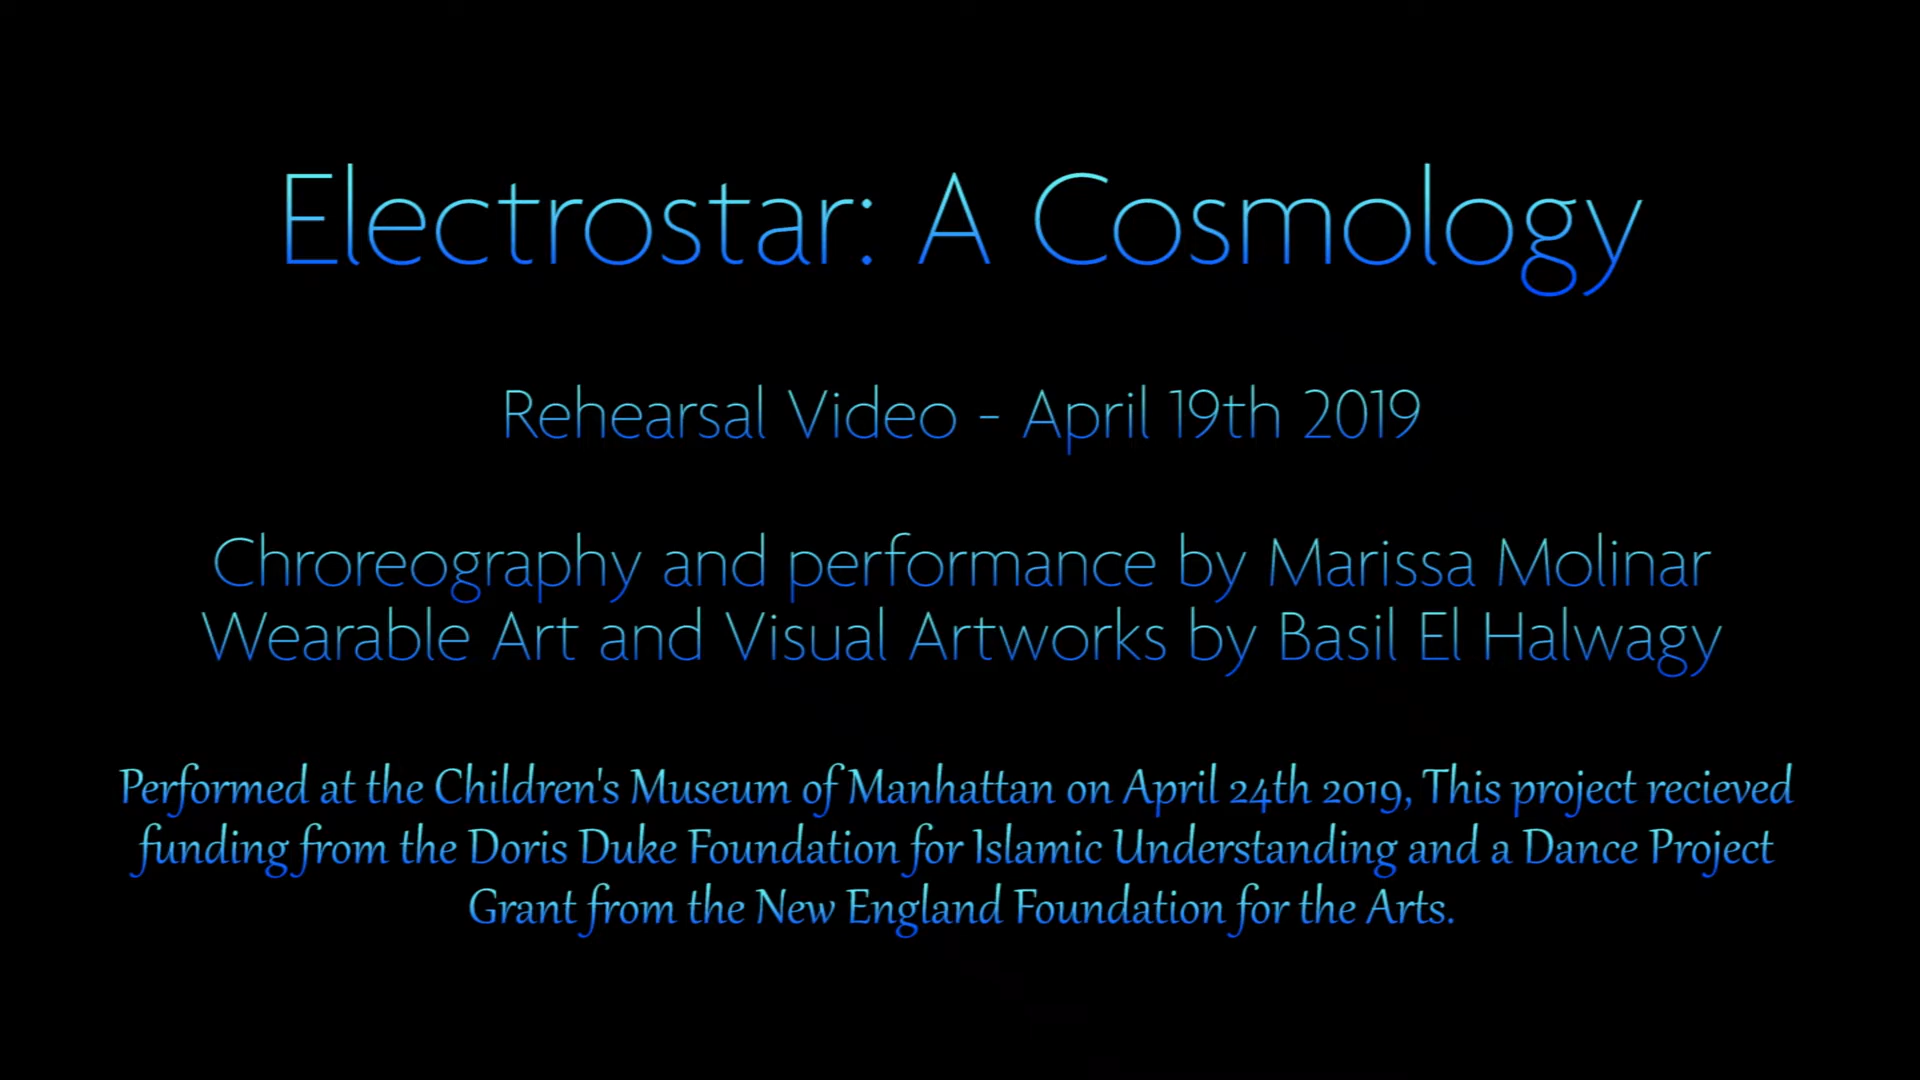 Electrostar: A Cosmology
Rehearsal Video - April 19th 2019
Chroreography and performance by Marissa Molinar
Wearable Art and Visual Artworks by Basil El Halwagy
Performed at the Children's Museum of Manhattan on April 24th 2019, This project recieved
funding from the Doris Duke Foundation for Islamic Understanding and a Dance Project
Grant from the New England Foundation for the Arts.